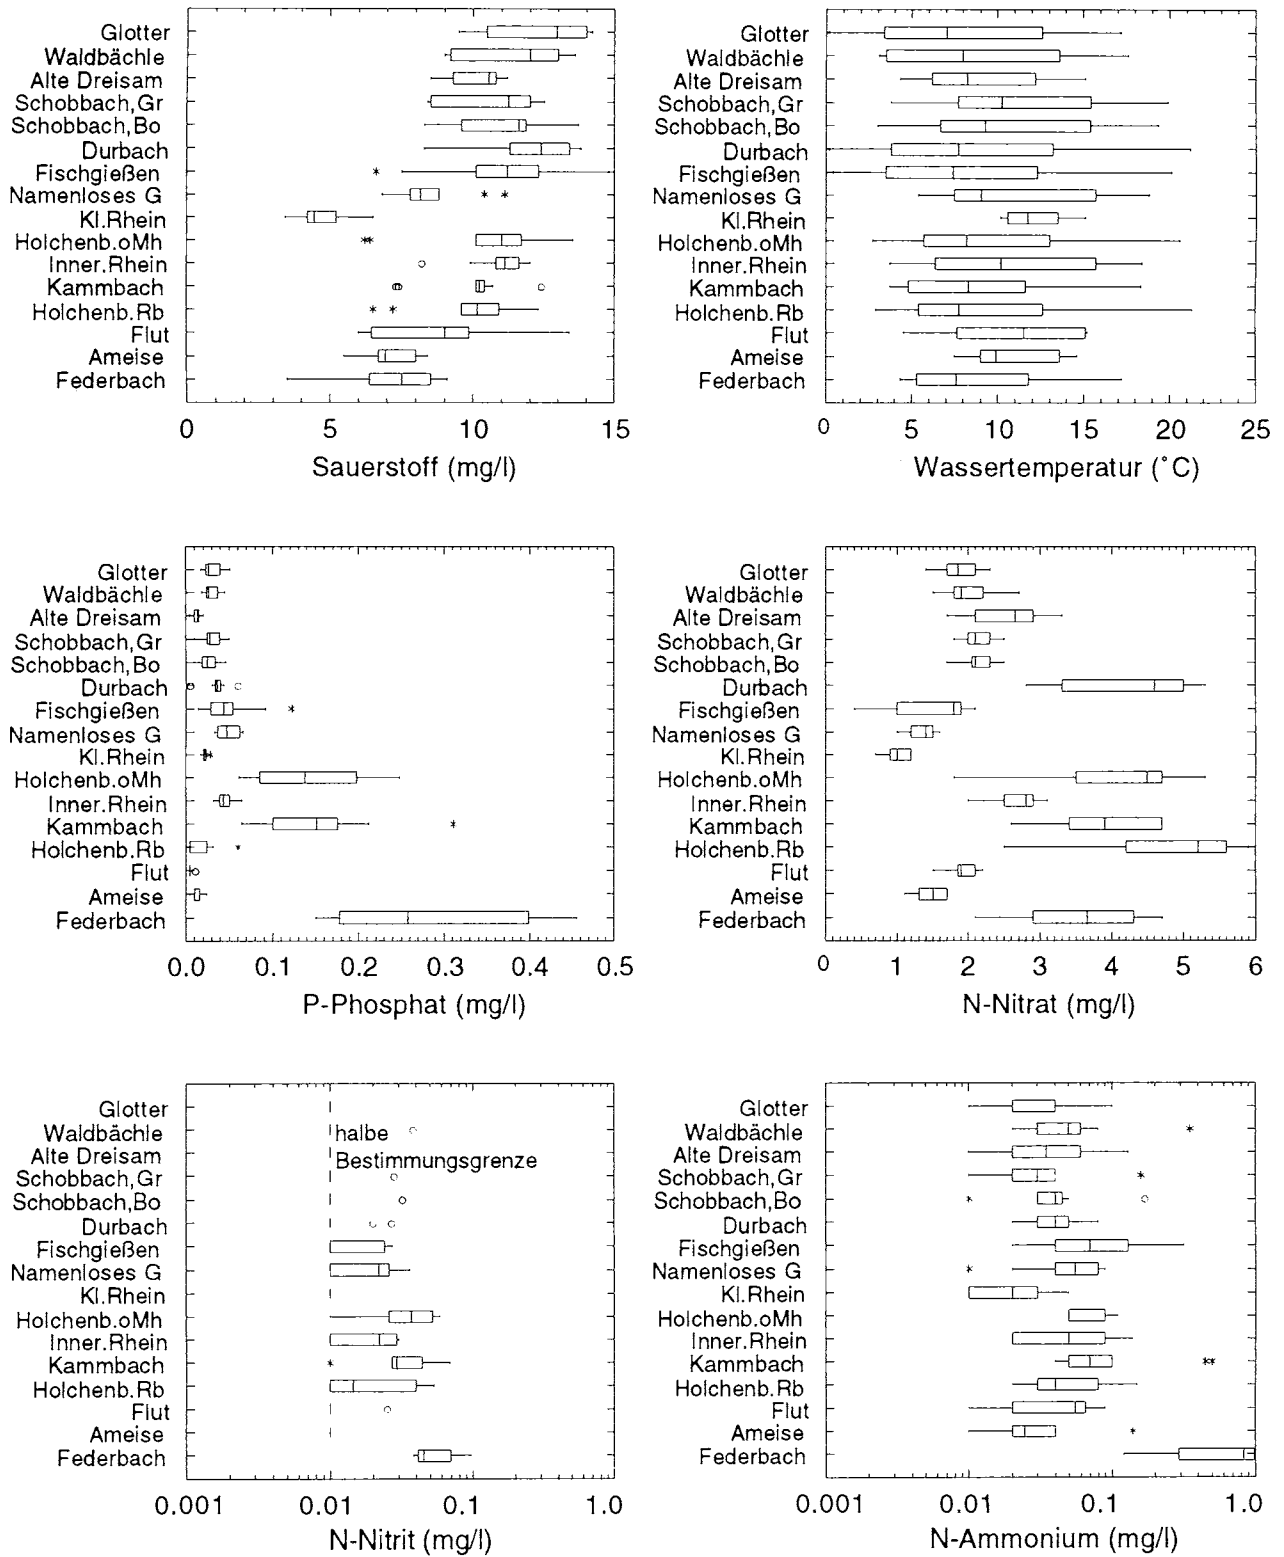 Glotter
Waldbächle
Alte Dreisam
Schobbach,Gr
Schobbach,Bo
Durbach
Fischgießen
Namenloses G
Kl.Rhein
Holchenb.oMh
Inner.Rhein
Kammbach
Holchenb.Rb
Flut
Ameise
Federbach
0 5 10 15
Sauerstoff (mg/l)
Glotter
Waldbächle
Alte Dreisam
Schobbach,Gr
Schobbach,Bo
Durbach
Fischgießen
Namenloses G
Kl.Rhein
Holchenb.oMh
Inner.Rhein
Kammbach
Holchenb.Rb
Flut
Ameise
Federbach
0 5 10 15 20 25
Wassertemperatur (°C)
Glotter
Waldbächle
Alte Dreisam
Schobbach,Gr
Schobbach,Bo
Durbach
Fischgießen
Namenloses G
Kl.Rhein
Holchenb.oMh
Inner.Rhein
Kammbach
Holchenb.Rb
Flut
Ameise
Federbach
0.0 0.1 0.2 0.3 0.4 0.5
P-Phosphat (mg/l)
Glotter
Waldbächle
Alte Dreisam
Schobbach,Gr
Schobbach,Bo
Durbach
Fischgießen
Namenloses G
Kl.Rhein
Holchenb.oMh
Inner.Rhein
Kammbach
Holchenb.Rb
Flut
Ameise
Federbach
0 1 2 3 4 5 6
N-Nitrat (mg/l)
Glotter
Waldbächle
halbe
Alte Dreisam
Bestimmungsgrenze
Schobbach,Gr
Schobbach,Bo
Durbach
Fischgießen
Namenloses G
Kl.Rhein
Holchenb.oMh
Inner.Rhein
Kammbach
Holchenb.Rb
Flut
Ameise
Federbach
0.001 0.01 0.1 1.0
N-Nitrit (mg/l)
Glotter
Waldbächle
Alte Dreisam
Schobbach,Gr
Schobbach,Bo
Durbach
Fischgießen
Namenloses G
Kl.Rhein
Holchenb.oMh
Inner.Rhein
Kammbach
Holchenb.Rb
Flut
Ameise
Federbach
0.001 0.01 0.1 1.0
N-Ammonium (mg/l)